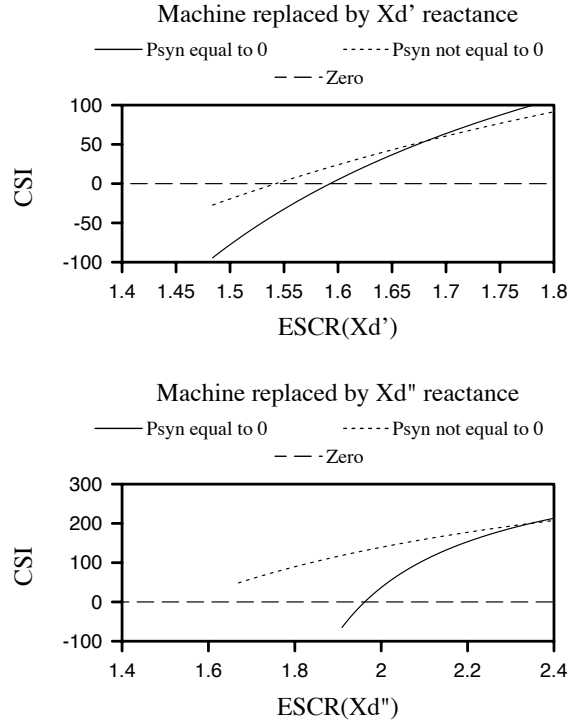 Machine replaced by Xd’ reactance
Psyn equal to 0 Psyn not equal to 0
Zero
100
50
0
-50
-100
CSI
1.4 1.45 1.5 1.55 1.6 1.65 1.7 1.75 1.8
ESCR(Xd’)
Machine replaced by Xd" reactance
Psyn equal to 0 Psyn not equal to 0
Zero
300
200
100
0
-100
CSI
1.4 1.6 1.8 2 2.2 2.4
ESCR(Xd")